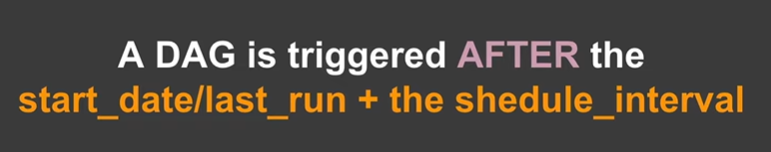 A DAG is triggered AFTER the
start_date/last_run + the shedule_interval